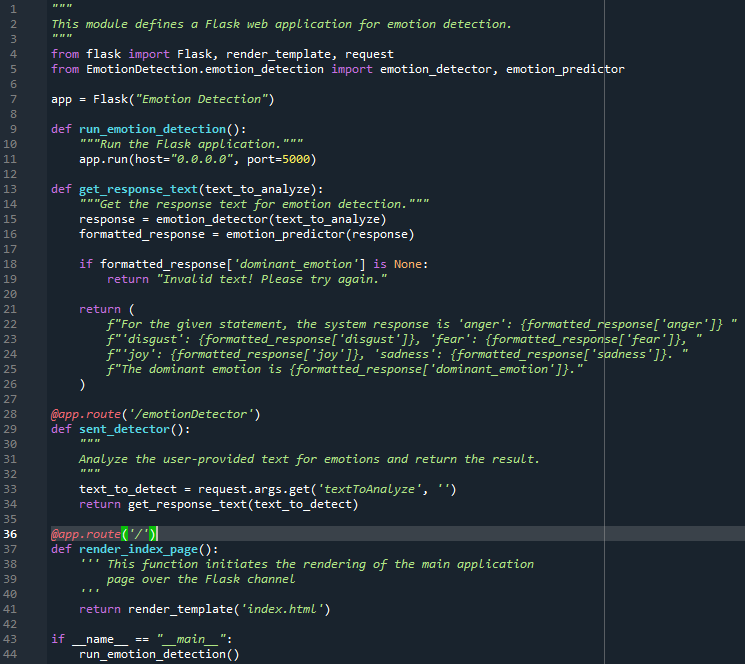 1 """
2 This module defines a Flask web application for emotion detection.
3 """
4 from flask import Flask, render_template, request
5 from EmotionDetection.emotion_detection import emotion_detector, emotion_predictor
6
7 app = Flask("Emotion Detection")
8
9 def run_emotion_detection():
10     """Run the Flask application."""
11     app.run(host="0.0.0.0", port=5000)
12
13 def get_response_text(text_to_analyze):
14     """Get the response text for emotion detection."""
15     response = emotion_detector(text_to_analyze)
16     formatted_response = emotion_predictor(response)
17
18     if formatted_response['dominant_emotion'] is None:
19         return "Invalid text! Please try again."
20
21     return (
22         f"For the given statement, the system response is 'anger': {formatted_response['anger']} "
23         f"'disgust': {formatted_response['disgust']}, 'fear': {formatted_response['fear']}, "
24         f"'joy': {formatted_response['joy']}, 'sadness': {formatted_response['sadness']}. "
25         f"The dominant emotion is {formatted_response['dominant_emotion']}."
26     )
27
28 @app.route('/emotionDetector')
29 def sent_detector():
30     """
31     Analyze the user-provided text for emotions and return the result.
32     """
33     text_to_detect = request.args.get('textToAnalyze', '')
34     return get_response_text(text_to_detect)
35
36 @app.route('/')
37 def render_index_page():
38     ''' This function initiates the rendering of the main application
39         page over the Flask channel
40     '''
41     return render_template('index.html')
42
43 if __name__ == "__main__":
44     run_emotion_detection()